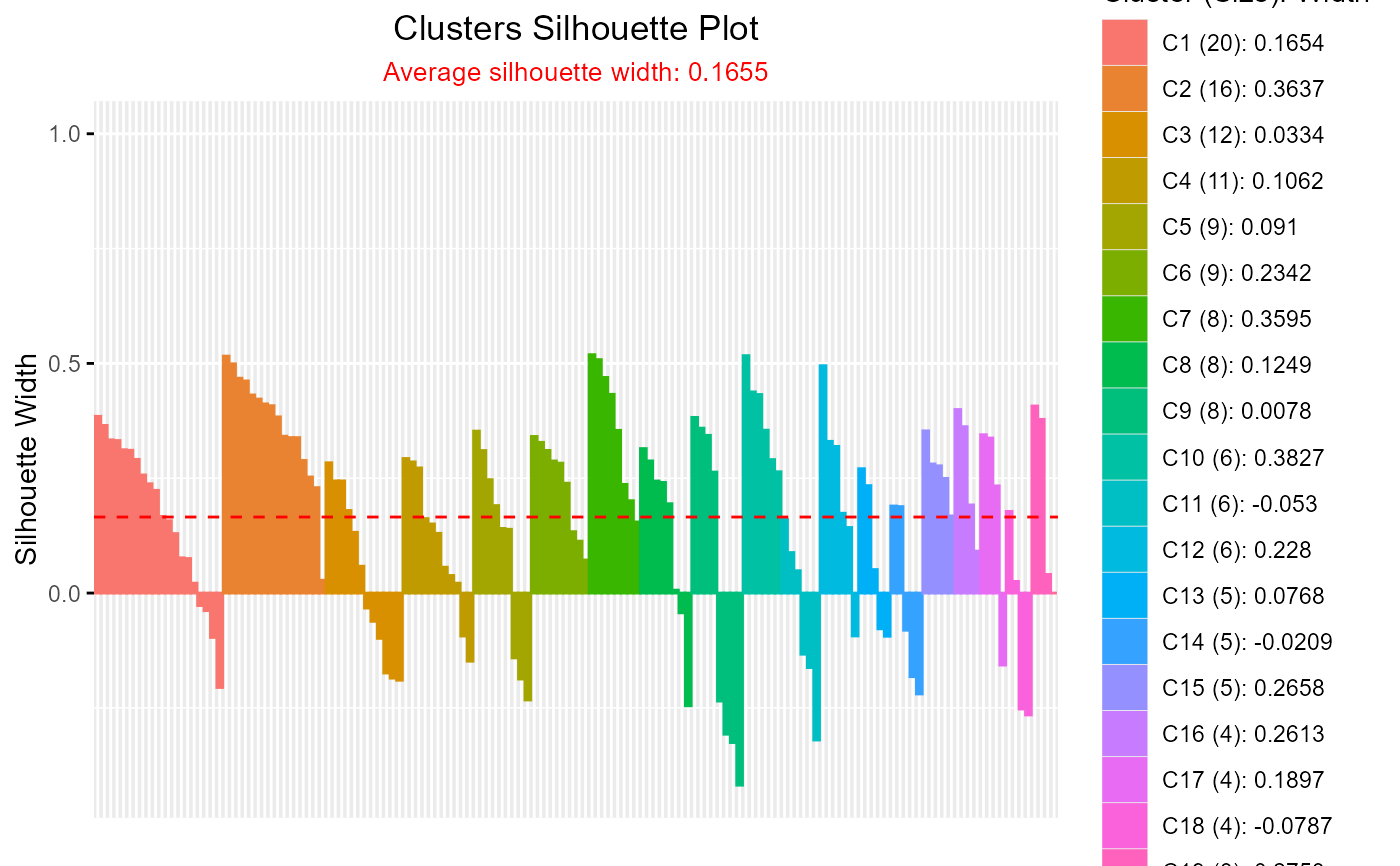 Clusters Silhouette Plot
Average silhouette width: 0.1655
1.0
0.5
0.0
Silhouette Width
Cluster (Size): Width
C1 (20): 0.1654
C2 (16): 0.3637
C3 (12): 0.0334
C4 (11): 0.1062
C5 (9): 0.091
C6 (9): 0.2342
C7 (8): 0.3595
C8 (8): 0.1249
C9 (8): 0.0078
C10 (6): 0.3827
C11 (6): -0.053
C12 (6): 0.228
C13 (5): 0.0768
C14 (5): -0.0209
C15 (5): 0.2658
C16 (4): 0.2613
C17 (4): 0.1897
C18 (4): -0.0787